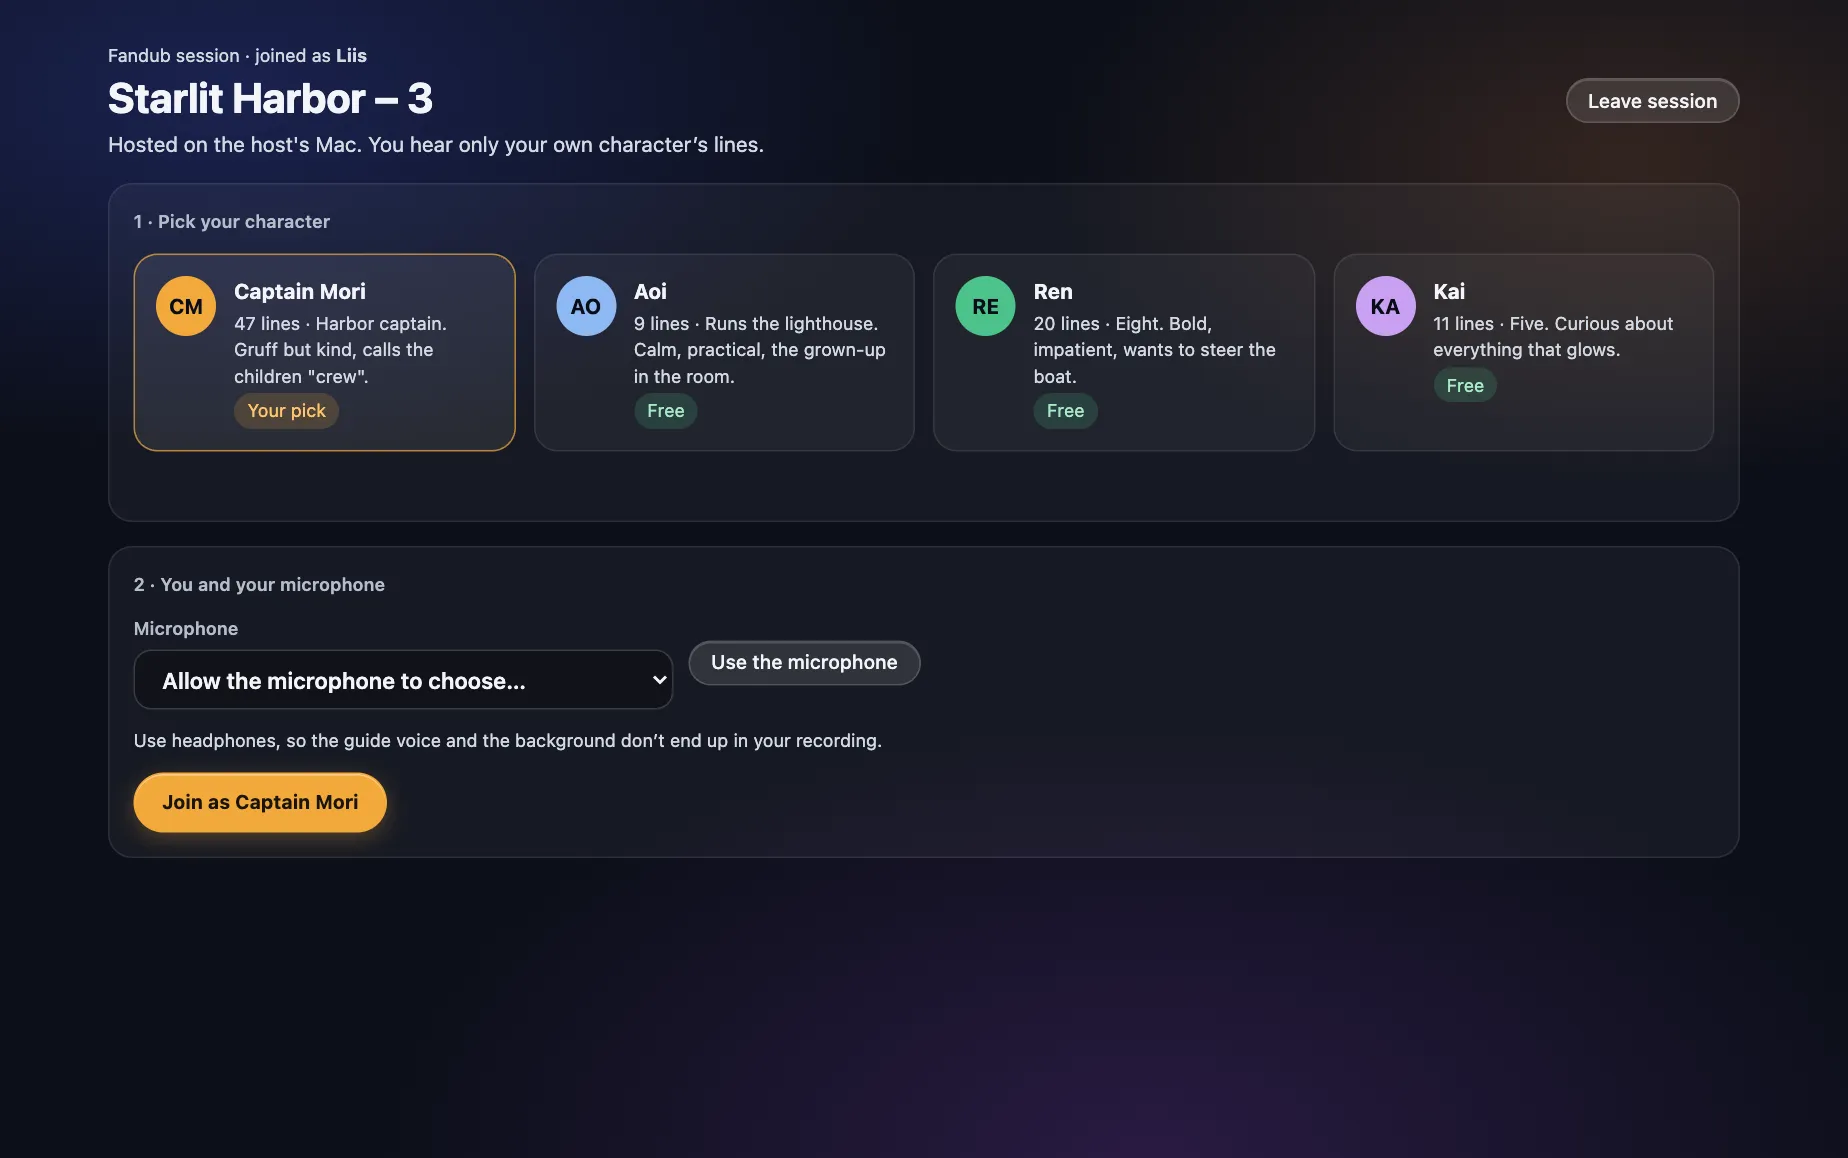 Fandub session · joined as Liis
Starlit Harbor – 3
Leave session
Hosted on the host's Mac. You hear only your own character’s lines.
1 · Pick your character
CM
Captain Mori
47 lines · Harbor captain.
Gruff but kind, calls the
children "crew".
Your pick
AO
Aoi
9 lines · Runs the lighthouse.
Calm, practical, the grown-up
in the room.
Free
RE
Ren
20 lines · Eight. Bold,
impatient, wants to steer the
boat.
Free
KA
Kai
11 lines · Five. Curious about
everything that glows.
Free
2 · You and your microphone
Microphone
Allow the microphone to choose...
Use the microphone
Use headphones, so the guide voice and the background don’t end up in your recording.
Join as Captain Mori